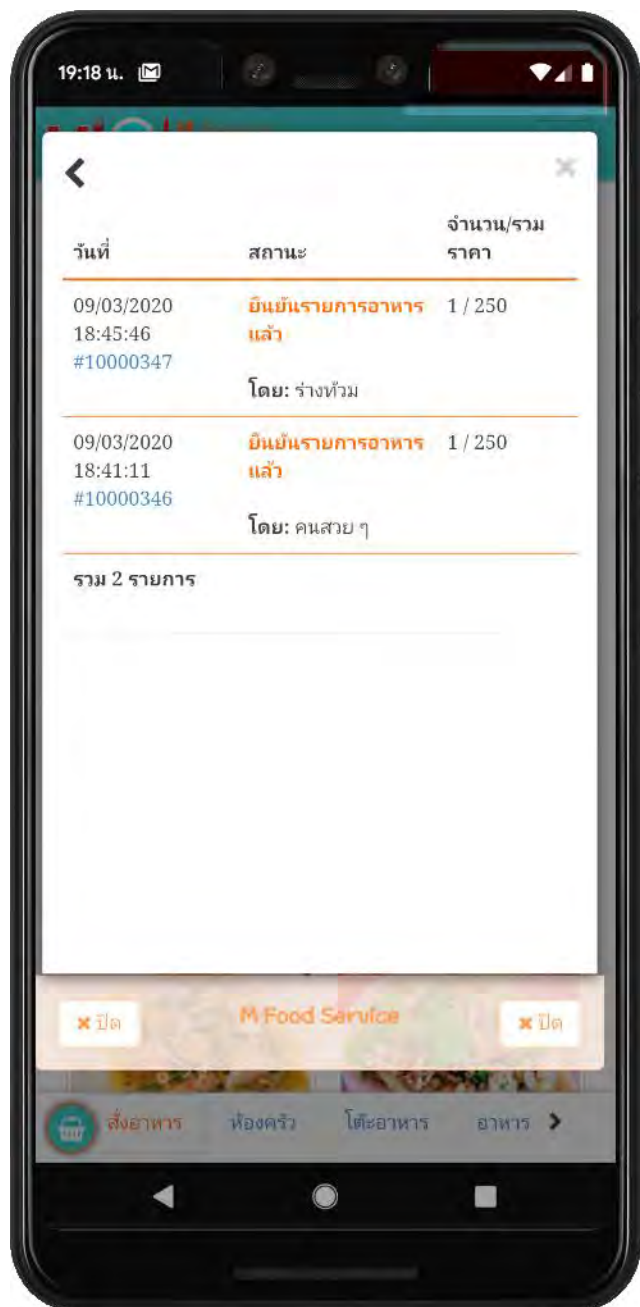 19:18 น.
วันที่ สถานะ จำนวน/รวม
ราคา
09/03/2020 ยืนยันรายการอาหาร 1 / 250
18:45:46 แล้ว
#10000347
โดย: ร่างท้วม
09/03/2020 ยืนยันรายการอาหาร 1 / 250
18:41:11 แล้ว
#10000346
โดย: คนสวย ๆ
รวม 2 รายการ
ปิด M Food Service ปิด
สั่งอาหาร ห้องครัว โต๊ะอาหาร อาหาร